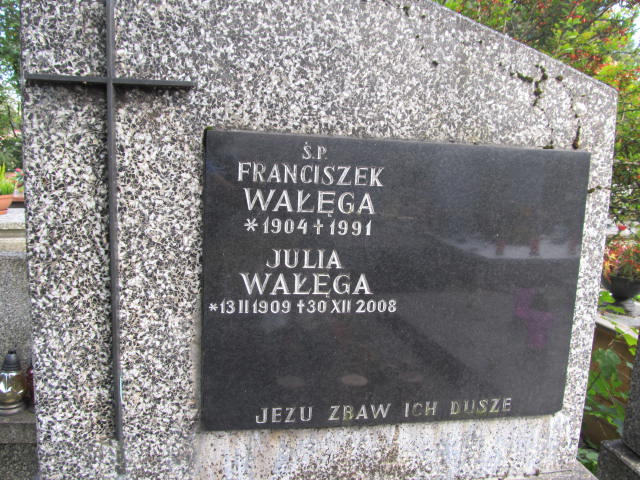 Ś.P.
FRANCISZEK
WAŁĘGA
*1904 ✝ 1991
JULIA
WAŁĘGA
*13 II 1909 ✝ 30 XII 2008
JEZU ZBAW ICH DUSZE